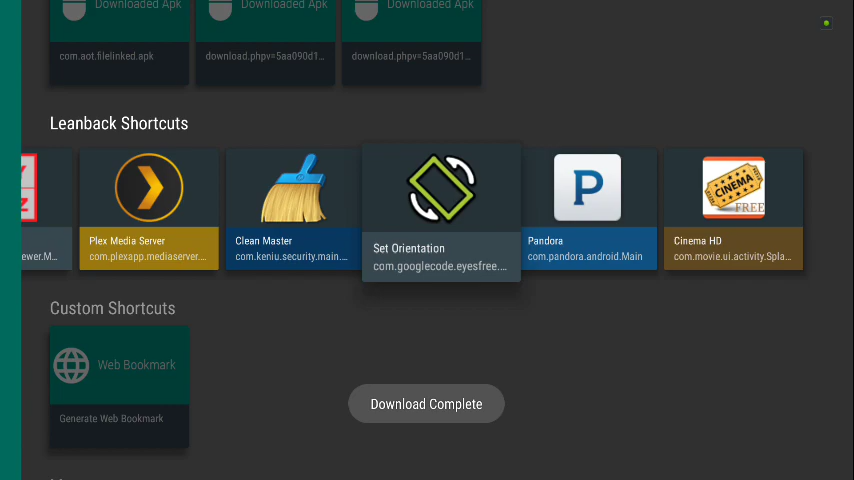 Downloaded Apk
Downloaded Apk
Downloaded Apk
com.aot.filelinked.apk
download.phpv=5aa090d1...
download.phpv=5aa090d1...
Leanback Shortcuts
P
CINEMA
FREE
Plex Media Server
Clean Master
Set Orientation
Pandora
Cinema HD
ewer.M...
com.plexapp.mediaserver....
com.keniu.security.main....
com.googlecode.eyesfree....
com.pandora.android.Main
com.movie.ui.activity.Spla...
Custom Shortcuts
Web Bookmark
Generate Web Bookmark
Download Complete